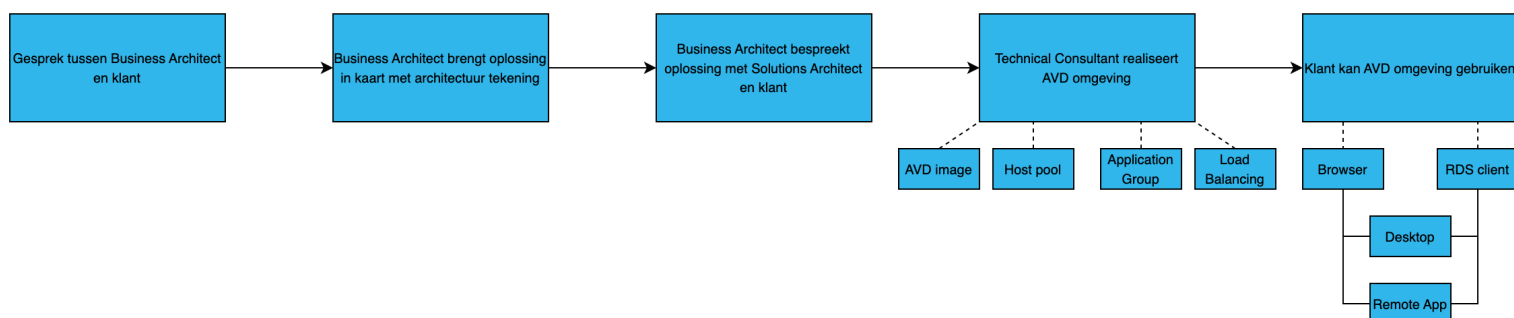 Gesprek tussen Business Architect
en klant
Business Architect brengt oplossing
in kaart met architectuur tekening
Business Architect bespreekt
oplossing met Solutions Architect
en klant
Technical Consultant realiseert
AVD omgeving
Klant kan AVD omgeving gebruiken
AVD image
Host pool
Application
Group
Load
Balancing
Browser
RDS client
Desktop
Remote App